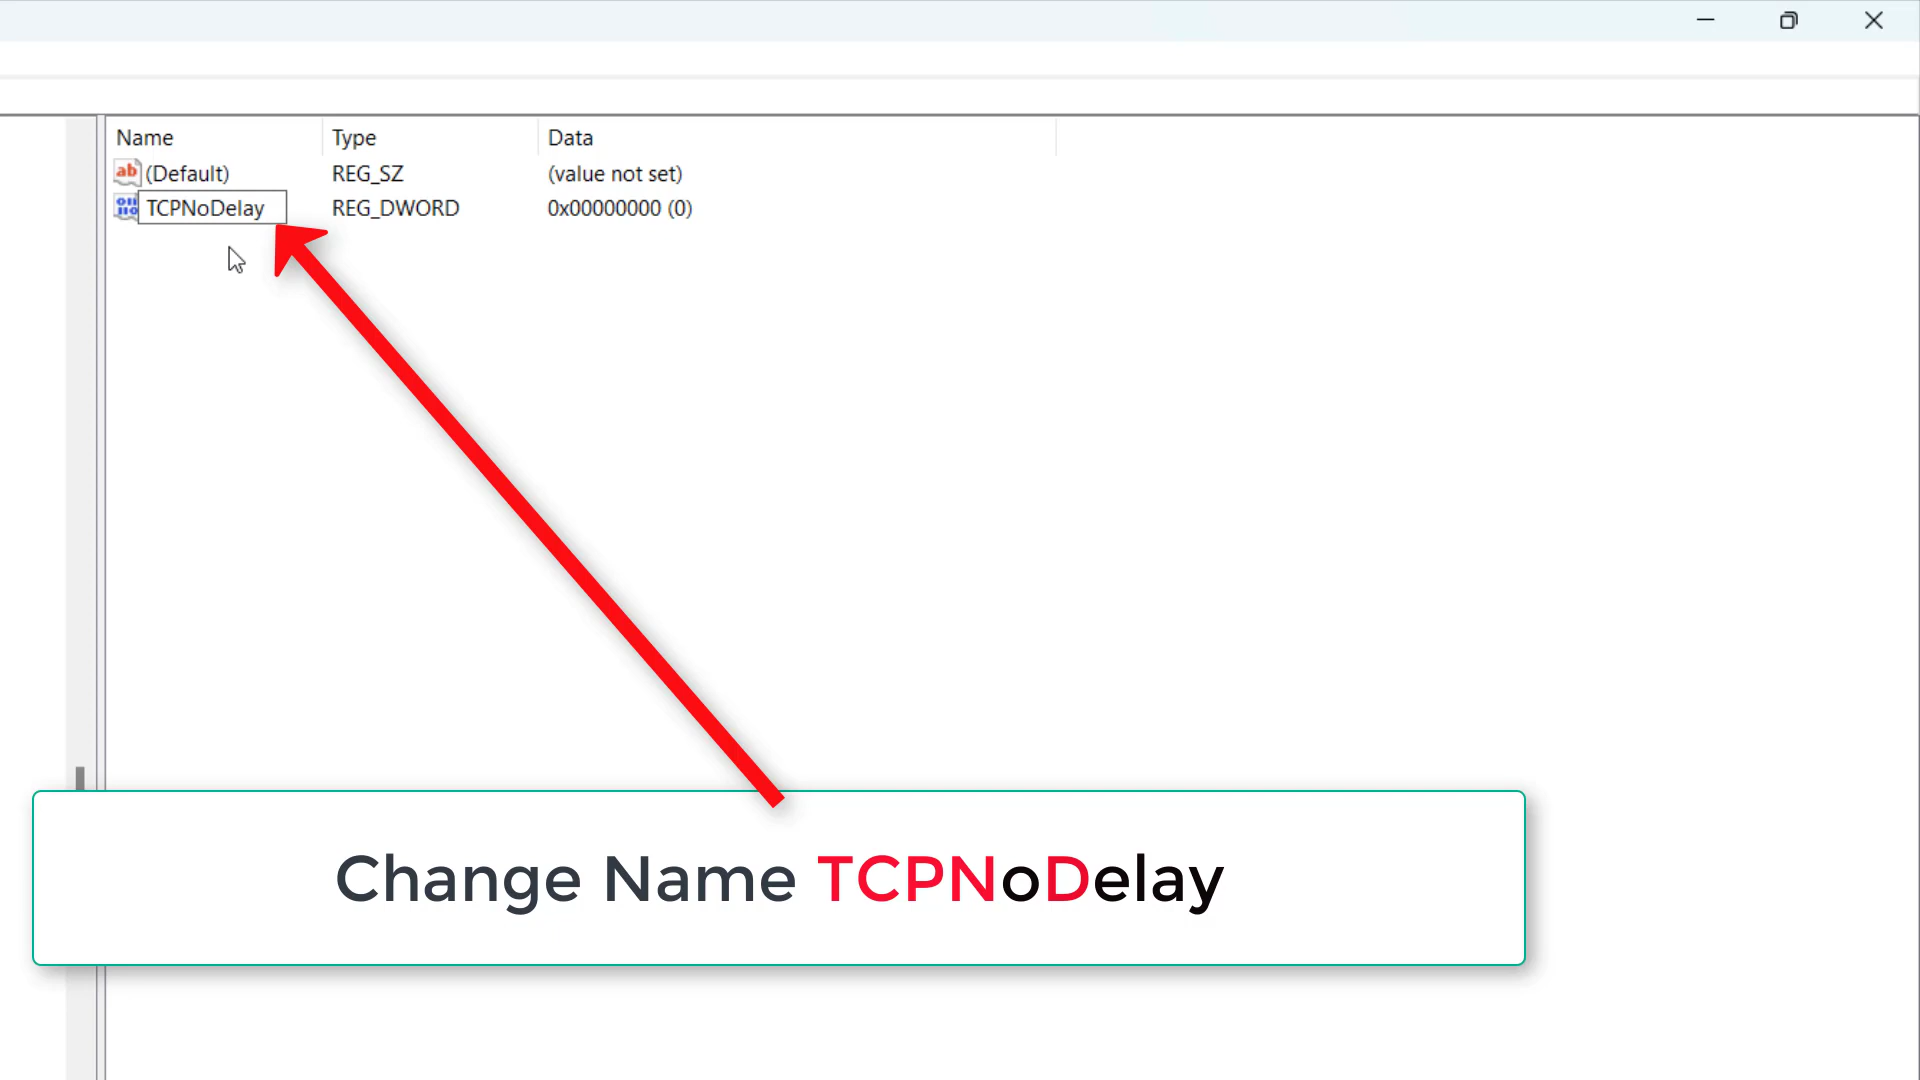 Name Type Data
(Default) REG_SZ (value not set)
TCPNoDelay REG_DWORD 0x00000000 (0)
Change Name TCPNoDelay